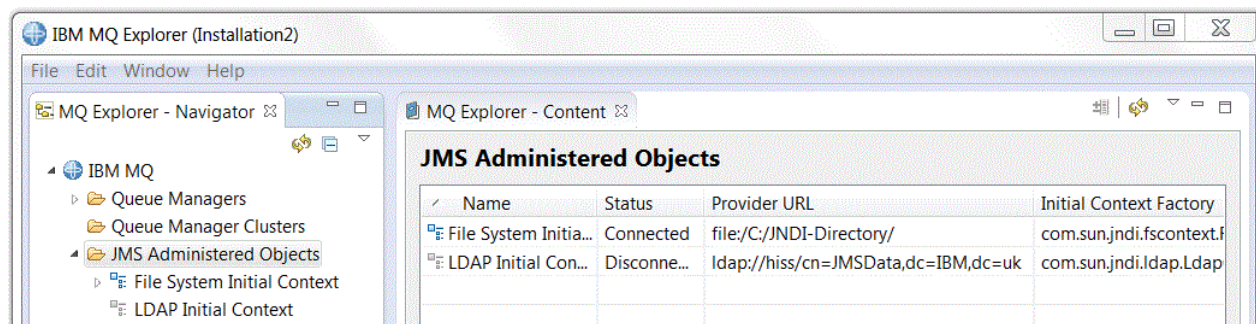 IBM MQ Explorer (Installation2)
File Edit Window Help
MQ Explorer - Navigator
IBM MQ
Queue Managers
Queue Manager Clusters
JMS Administered Objects
File System Initial Context
LDAP Initial Context
MQ Explorer - Content
JMS Administered Objects
Name Status Provider URL Initial Context Factory
File System Initia... Connected file:/C:/JNDI-Directory/ com.sun.jndi.fscontext.F
LDAP Initial Con... Disconne... ldap://hiss/cn=JMSData,dc=IBM,dc=uk com.sun.jndi.ldap.Ldap